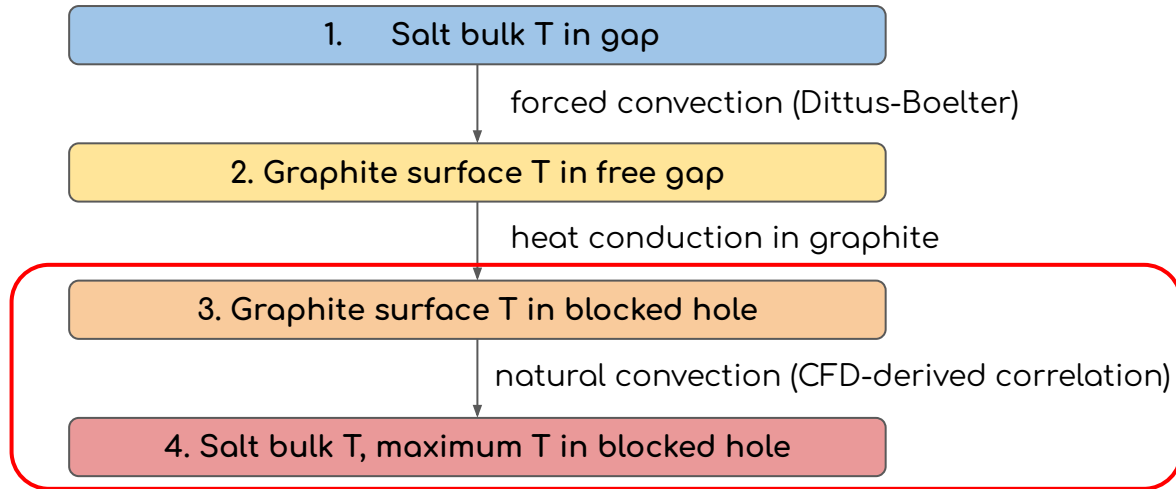 1. Salt bulk T in gap
forced convection (Dittus-Boelter)
2. Graphite surface T in free gap
heat conduction in graphite
3. Graphite surface T in blocked hole
natural convection (CFD-derived correlation)
4. Salt bulk T, maximum T in blocked hole